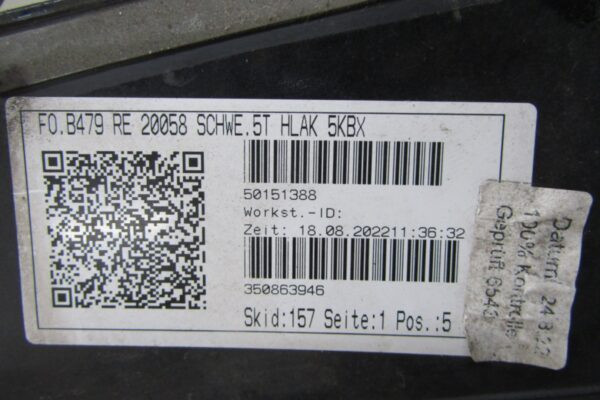 FO.B479 RE 20058 SCHWE.5T HLAK 5KBX
50151388
Workst.-ID:
Zeit: 18.08.202211:36:32
350863946
Skid:157 Seite:1 Pos.:5
Datum:
100% Kontrolle
Geprüft